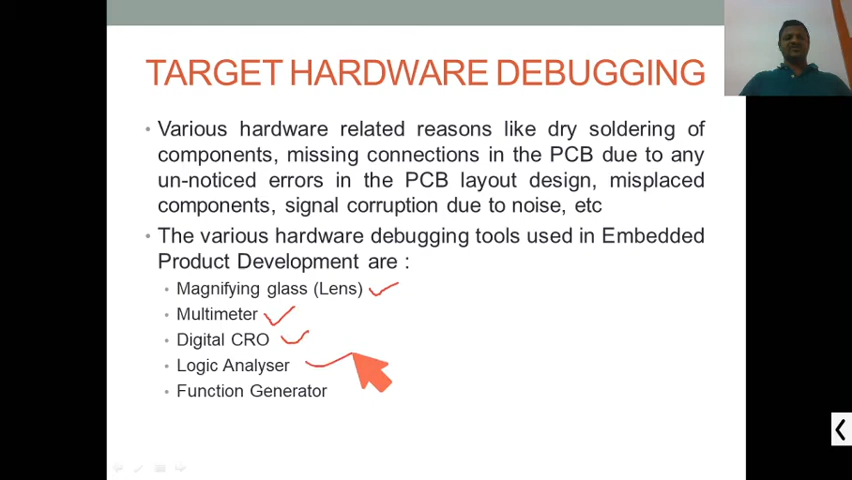 TARGET HARDWARE DEBUGGING
• Various hardware related reasons like dry soldering of
components, missing connections in the PCB due to any
un-noticed errors in the PCB layout design, misplaced
components, signal corruption due to noise, etc
• The various hardware debugging tools used in Embedded
Product Development are :
• Magnifying glass (Lens)
• Multimeter
• Digital CRO
• Logic Analyser
• Function Generator